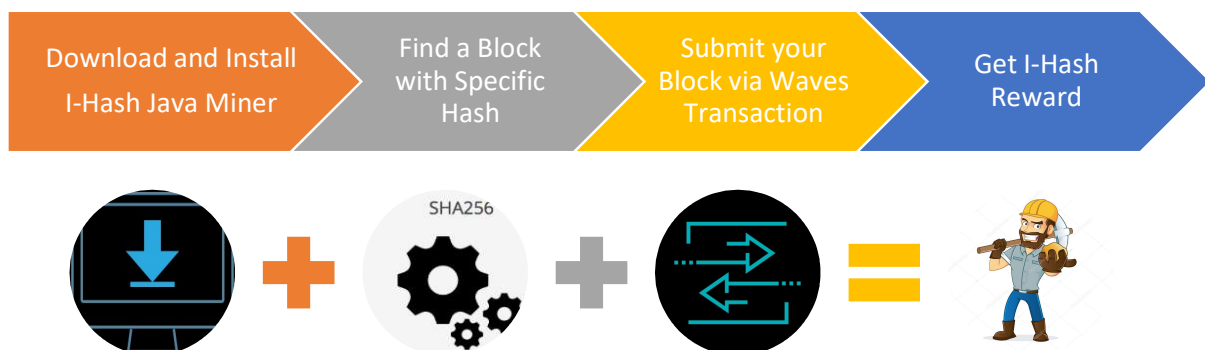 Download and Install
I-Hash Java Miner
Find a Block
with Specific
Hash
Submit your
Block via Waves
Transaction
Get I-Hash
Reward
SHA256